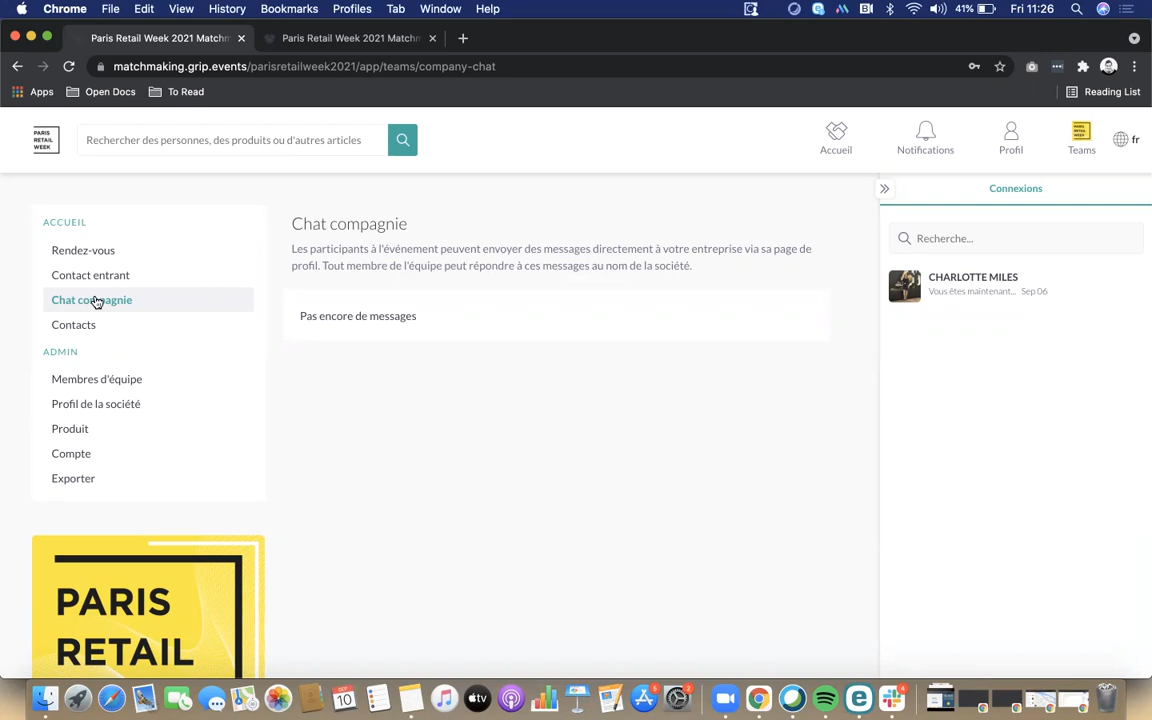 Chrome File Edit View History Bookmarks Profiles Tab Window Help 41% Fri 11:26
Paris Retail Week 2021 Matchm Paris Retail Week 2021 Matchm
matchmaking.grip.events/parisretailweek2021/app/teams/company-chat
Apps Open Docs To Read Reading List
PARIS
RETAIL
WEEK
Rechercher des personnes, des produits ou d'autres articles
Accueil Notifications Profil Teams fr
Connexions
ACCUEIL
Rendez-vous
Contact entrant
Chat compagnie
Contacts
ADMIN
Membres d'équipe
Profil de la société
Produit
Compte
Exporter
Chat compagnie
Les participants à l'événement peuvent envoyer des messages directement à votre entreprise via sa page de
profil. Tout membre de l'équipe peut répondre à ces messages au nom de la société.
Pas encore de messages
Recherche...
CHARLOTTE MILES
Vous êtes maintenant... Sep 06
PARIS
RETAIL